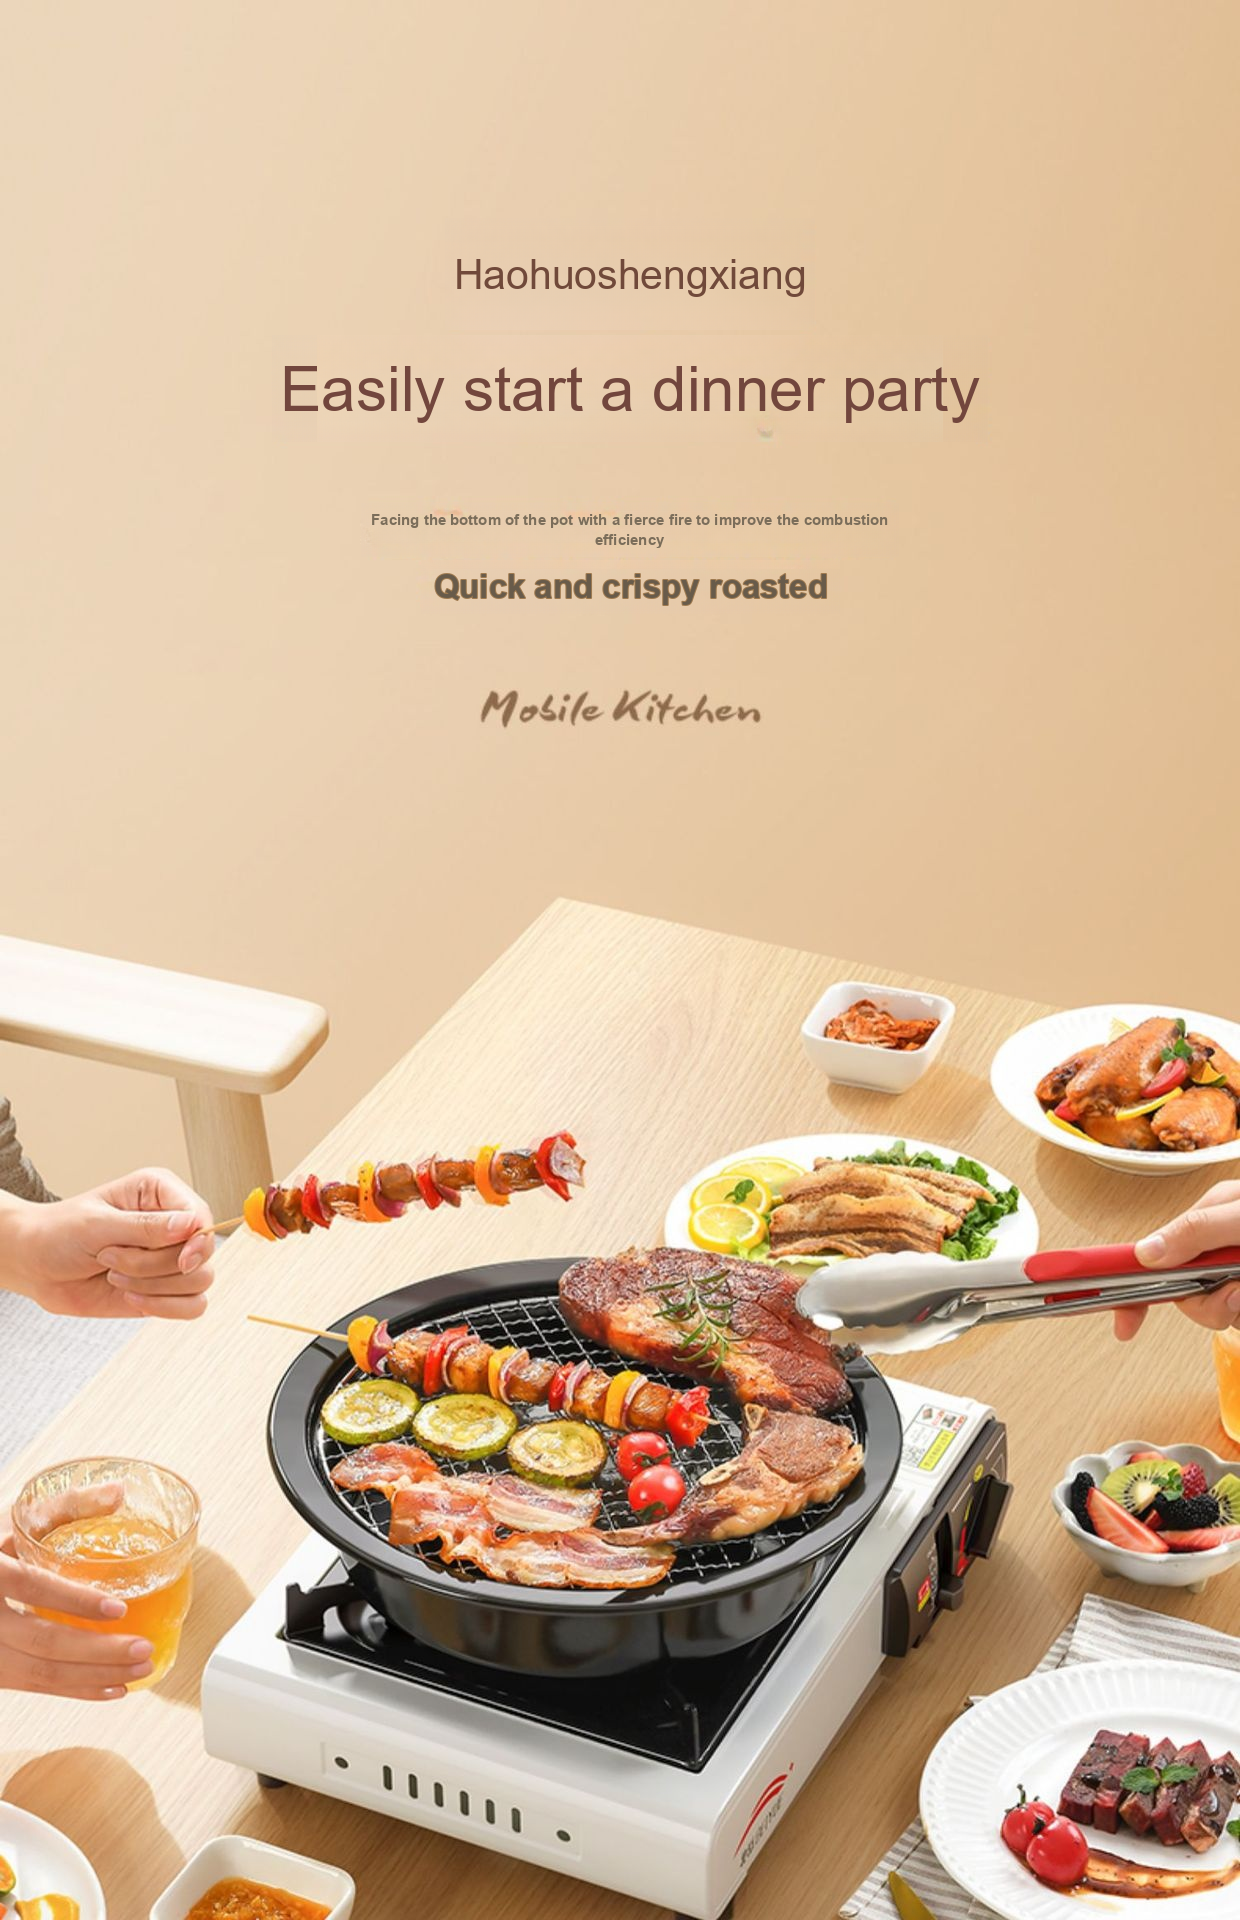 Haohuoshengxiang
Easily start a dinner party
Facing the bottom of the pot with a fierce fire to improve the combustion
efficiency
Quick and crispy roasted
Mobile Kitchen